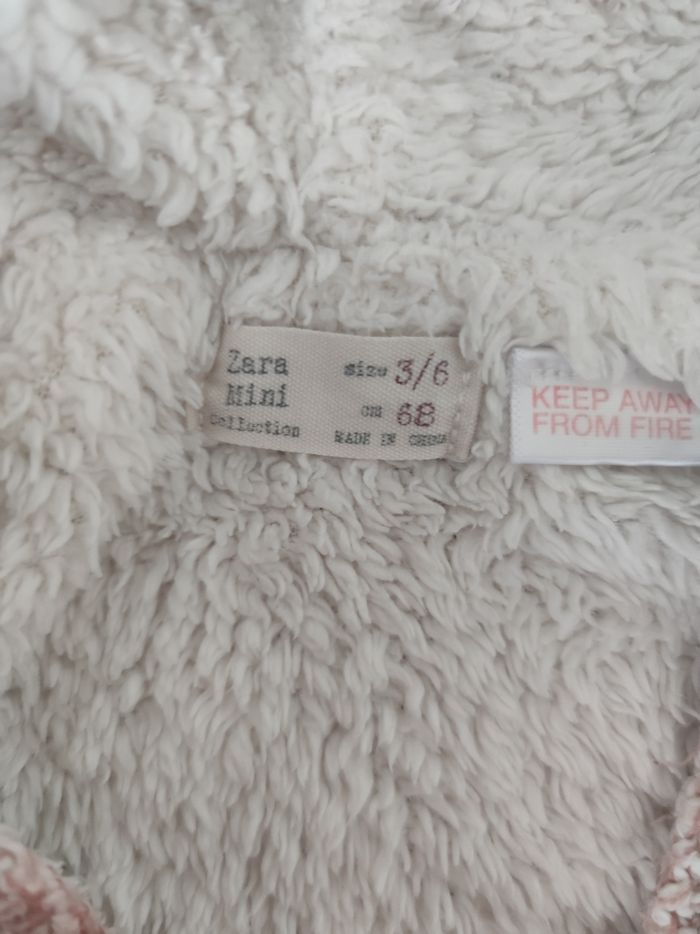 Zara
Mini
Collection
size 3/6
CM 68
MADE IN CHINA
KEEP AWAY
FROM FIRE